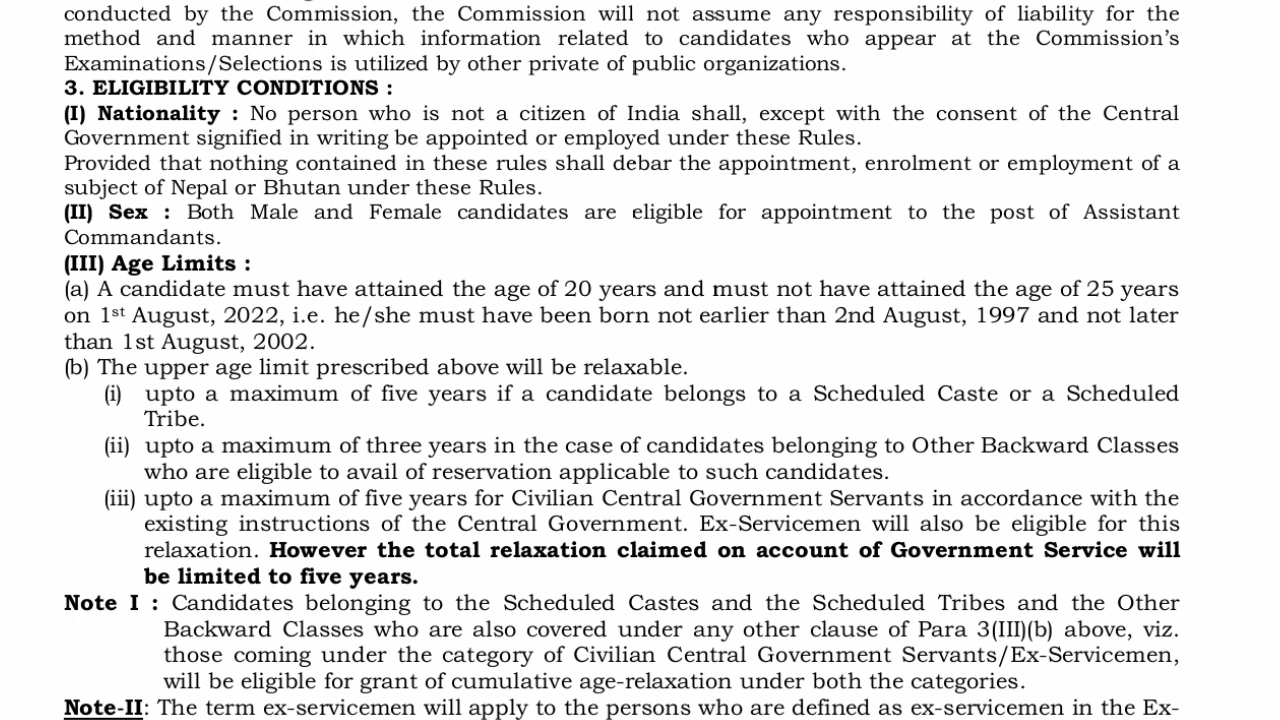 conducted by the Commission, the Commission will not assume any responsibility of liability for the
method and manner in which information related to candidates who appear at the Commission’s
Examinations/Selections is utilized by other private of public organizations.
3. ELIGIBILITY CONDITIONS :
(I) Nationality : No person who is not a citizen of India shall, except with the consent of the Central
Government signified in writing be appointed or employed under these Rules.
Provided that nothing contained in these rules shall debar the appointment, enrolment or employment of a
subject of Nepal or Bhutan under these Rules.
(II) Sex : Both Male and Female candidates are eligible for appointment to the post of Assistant
Commandants.
(III) Age Limits :
(a) A candidate must have attained the age of 20 years and must not have attained the age of 25 years
on 1st August, 2022, i.e. he/she must have been born not earlier than 2nd August, 1997 and not later
than 1st August, 2002.
(b) The upper age limit prescribed above will be relaxable.
(i) upto a maximum of five years if a candidate belongs to a Scheduled Caste or a Scheduled
Tribe.
(ii) upto a maximum of three years in the case of candidates belonging to Other Backward Classes
who are eligible to avail of reservation applicable to such candidates.
(iii) upto a maximum of five years for Civilian Central Government Servants in accordance with the
existing instructions of the Central Government. Ex-Servicemen will also be eligible for this
relaxation. However the total relaxation claimed on account of Government Service will
be limited to five years.
Note I : Candidates belonging to the Scheduled Castes and the Scheduled Tribes and the Other
Backward Classes who are also covered under any other clause of Para 3(III)(b) above, viz.
those coming under the category of Civilian Central Government Servants/Ex-Servicemen,
will be eligible for grant of cumulative age-relaxation under both the categories.
Note-II: The term ex-servicemen will apply to the persons who are defined as ex-servicemen in the Ex-